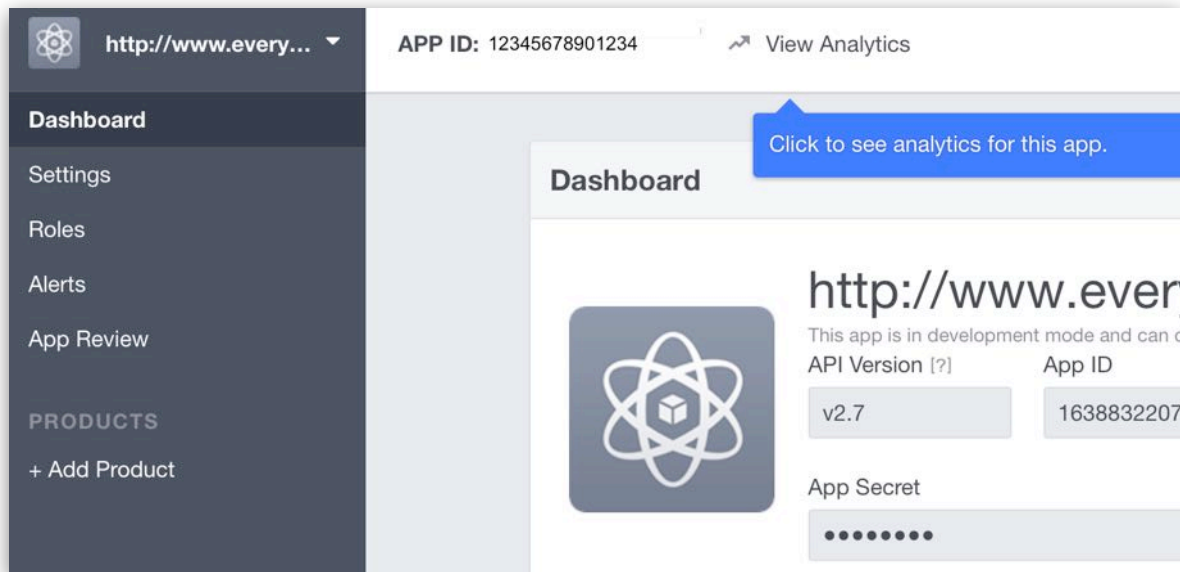 http://www.every...
APP ID: 12345678901234
View Analytics
Click to see analytics for this app.
Dashboard
Settings
Roles
Alerts
App Review
PRODUCTS
+ Add Product
Dashboard
http://www.every
This app is in development mode and can
API Version [?]
App ID
v2.7
1638832207
App Secret
••••••••